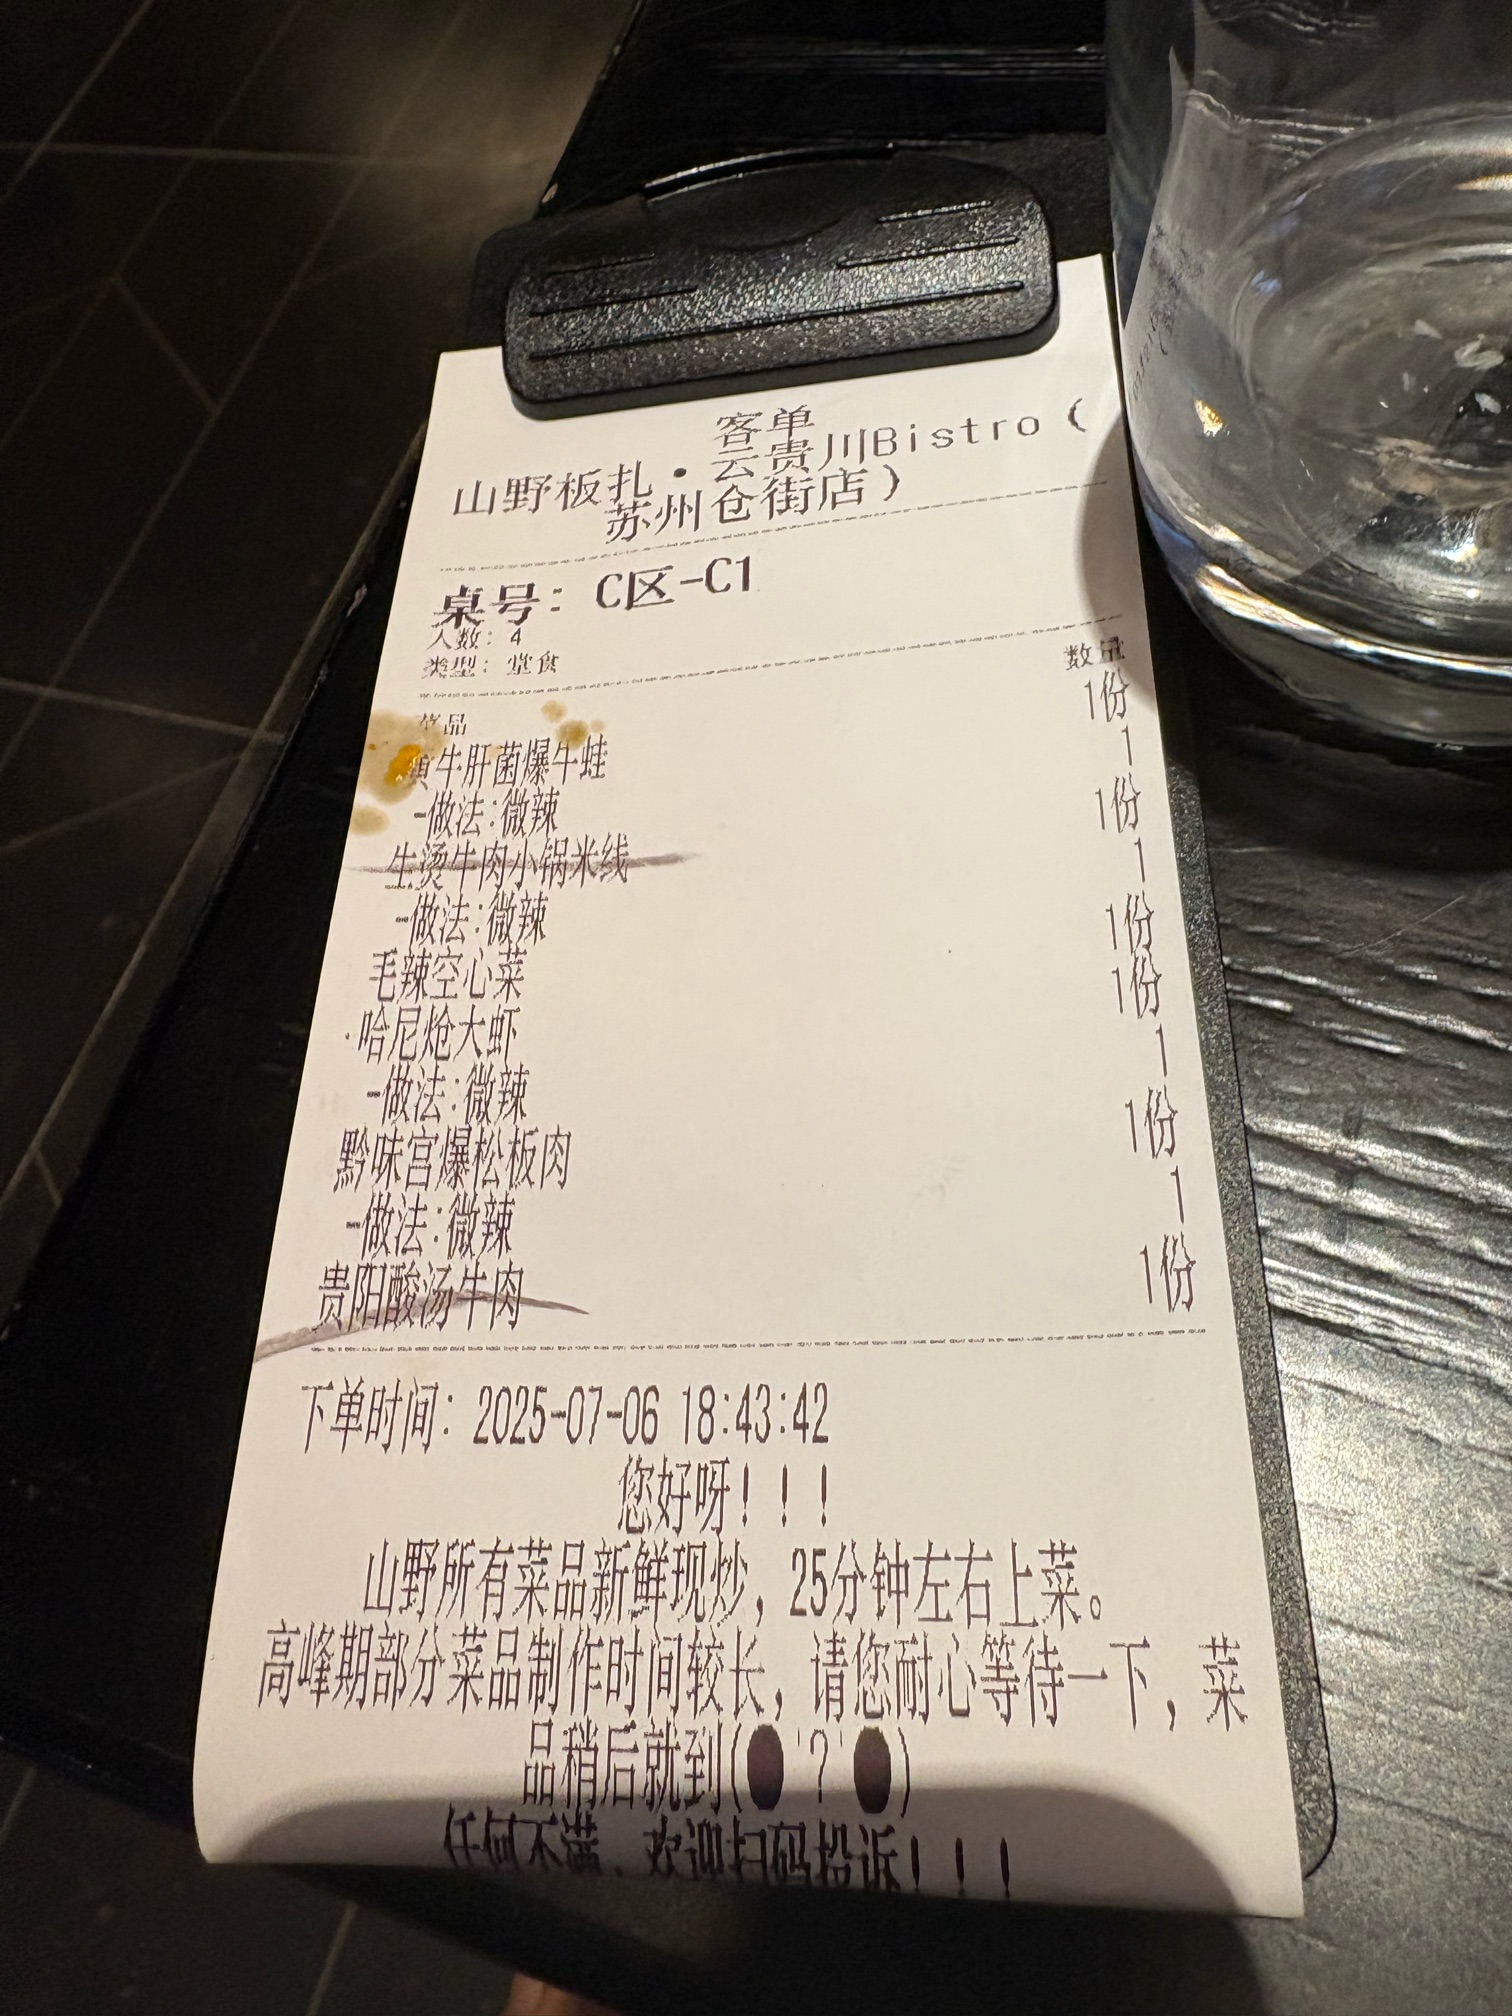 客单
山野板扎·云贵川Bistro(
苏州仓街店)
桌号: C区-C1
人数: 4
类型: 堂食
菜品 数量
黄牛肝菌爆牛蛙 1份
-做法:微辣 1
生烫牛肉小锅米线 1份
-做法:微辣 1
毛辣空心菜 1份
哈尼炝大虾 1份
-做法:微辣 1
黔味宫爆松板肉 1份
-做法:微辣 1
贵阳酸汤牛肉 1份
下单时间: 2025-07-06 18:43:42
您好呀!!!
山野所有菜品新鲜现炒, 25分钟左右上菜。
高峰期部分菜品制作时间较长, 请您耐心等待一下, 菜
品稍后就到(●'?'●)
任何不满, 欢迎扫码投诉!!!